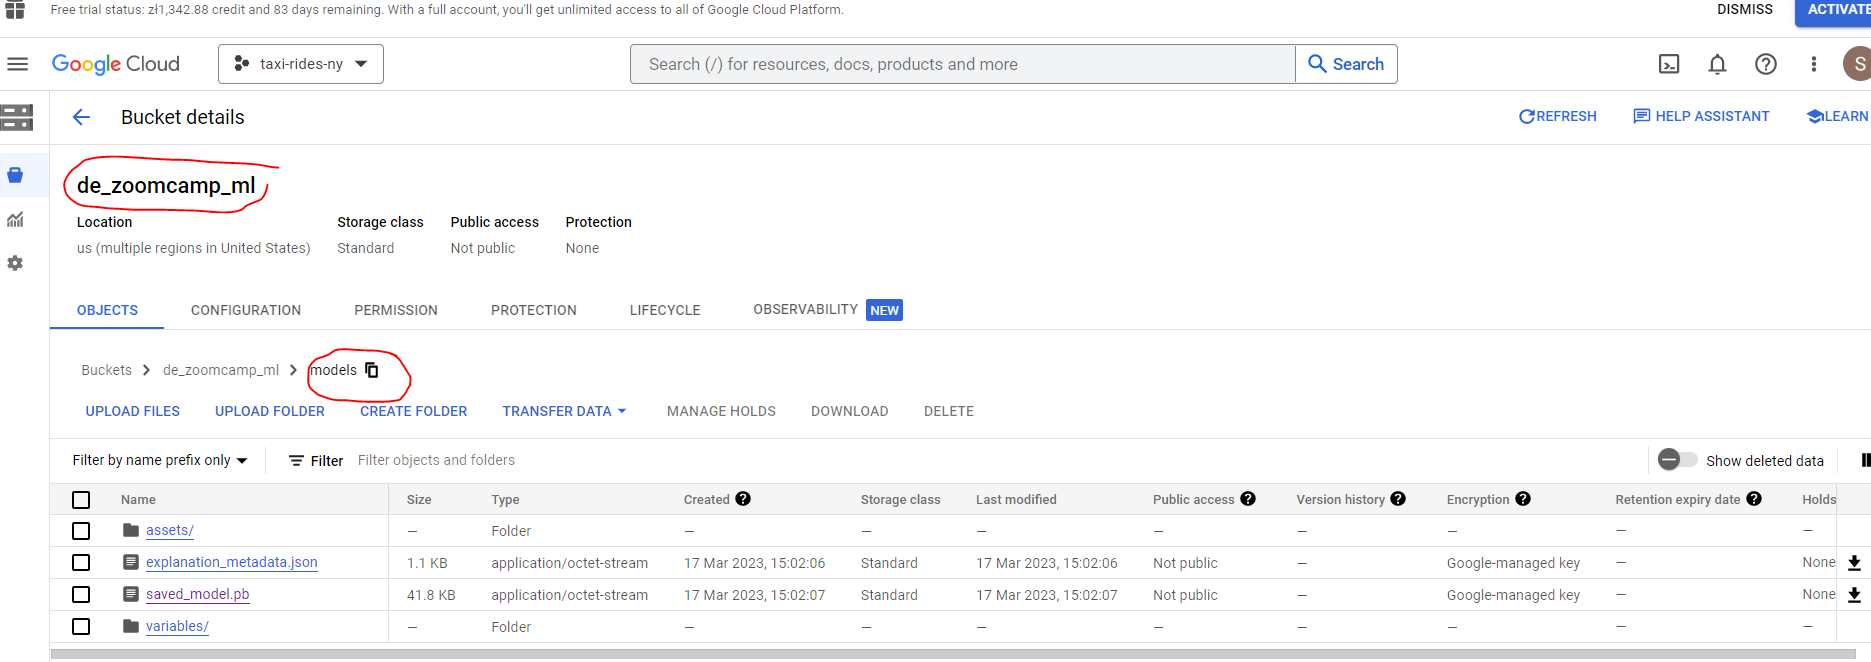 Free trial status: zł1,342.88 credit and 83 days remaining. With a full account, you'll get unlimited access to all of Google Cloud Platform. DISMISS ACTIVATE
Google Cloud taxi-rides-ny Search (/) for resources, docs, products and more Search S
Bucket details REFRESH HELP ASSISTANT LEARN
de_zoomcamp_ml
Location Storage class Public access Protection
us (multiple regions in United States) Standard Not public None
OBJECTS CONFIGURATION PERMISSION PROTECTION LIFECYCLE OBSERVABILITY NEW
Buckets > de_zoomcamp_ml > models
UPLOAD FILES UPLOAD FOLDER CREATE FOLDER TRANSFER DATA MANAGE HOLDS DOWNLOAD DELETE
Filter by name prefix only Filter Filter objects and folders Show deleted data
Name Size Type Created Storage class Last modified Public access Version history Encryption Retention expiry date Holds
assets/ — Folder — — — — — — — —
explanation_metadata.json 1.1 KB application/octet-stream 17 Mar 2023, 15:02:06 Standard 17 Mar 2023, 15:02:06 Not public — Google-managed key — None
saved_model.pb 41.8 KB application/octet-stream 17 Mar 2023, 15:02:07 Standard 17 Mar 2023, 15:02:07 Not public — Google-managed key — None
variables/ — Folder — — — — — — — —